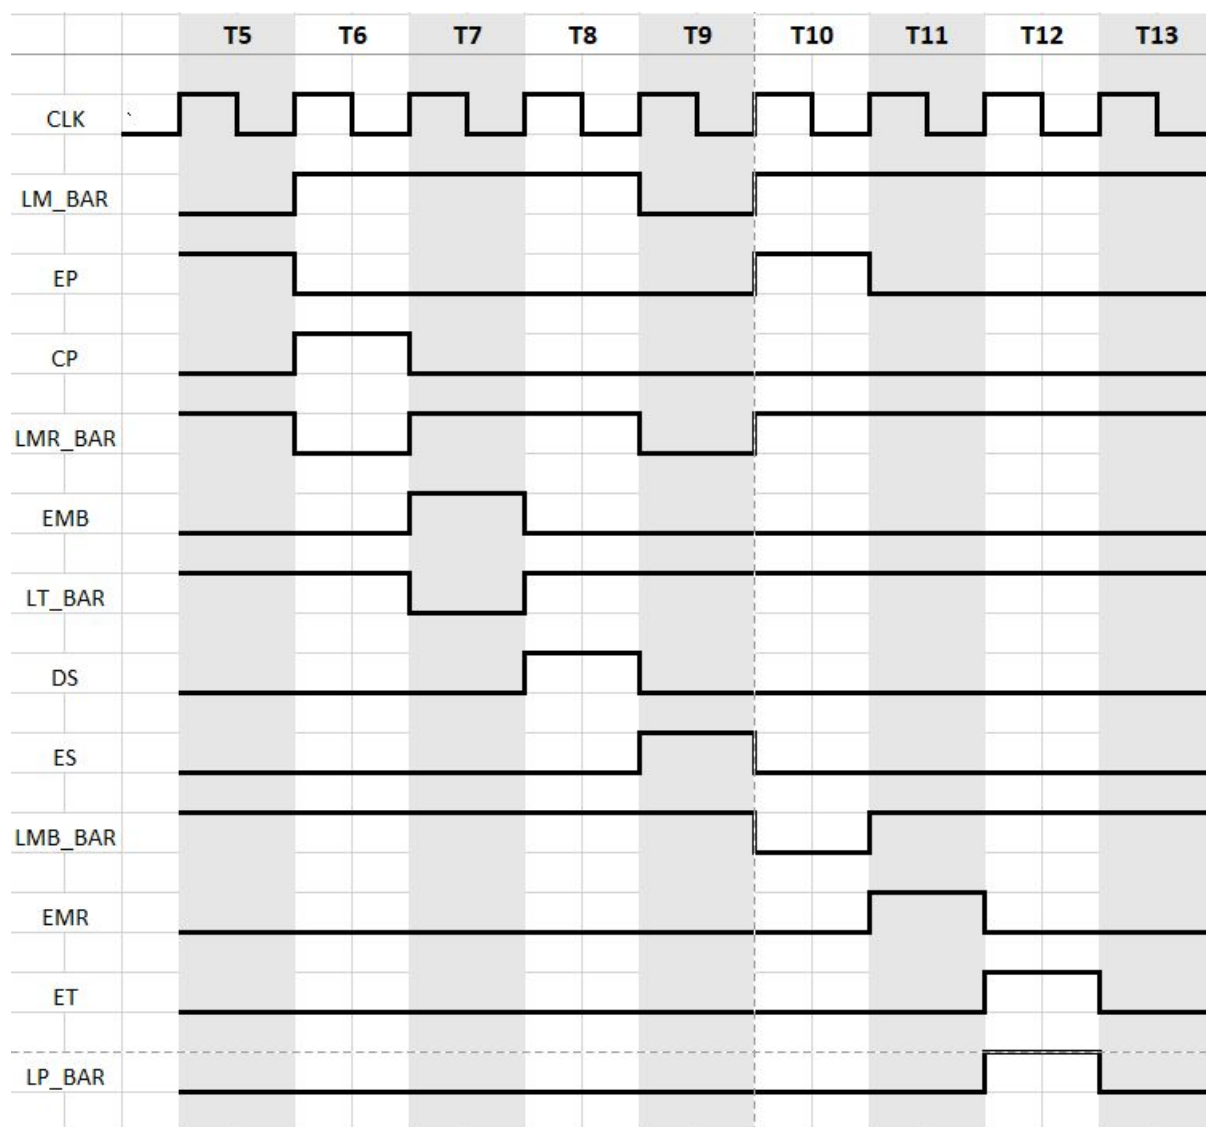 T5 T6 T7 T8 T9 T10 T11 T12 T13
CLK `
LM_BAR
EP
CP
LMR_BAR
EMB
LT_BAR
DS
ES
LMB_BAR
EMR
ET
LP_BAR